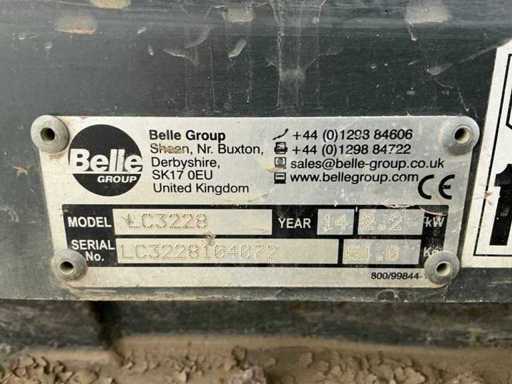 Belle
GROUP
Belle Group
Sheen, Nr. Buxton,
Derbyshire,
SK17 0EU
United Kingdom
+44 (0)1298 84606
+44 (0)1298 84722
sales@belle-group.co.uk
www.bellegroup.com
CE
MODEL LC3228 YEAR 14 2.2 kW
SERIAL No. LC3228104072 Kg
800/99844